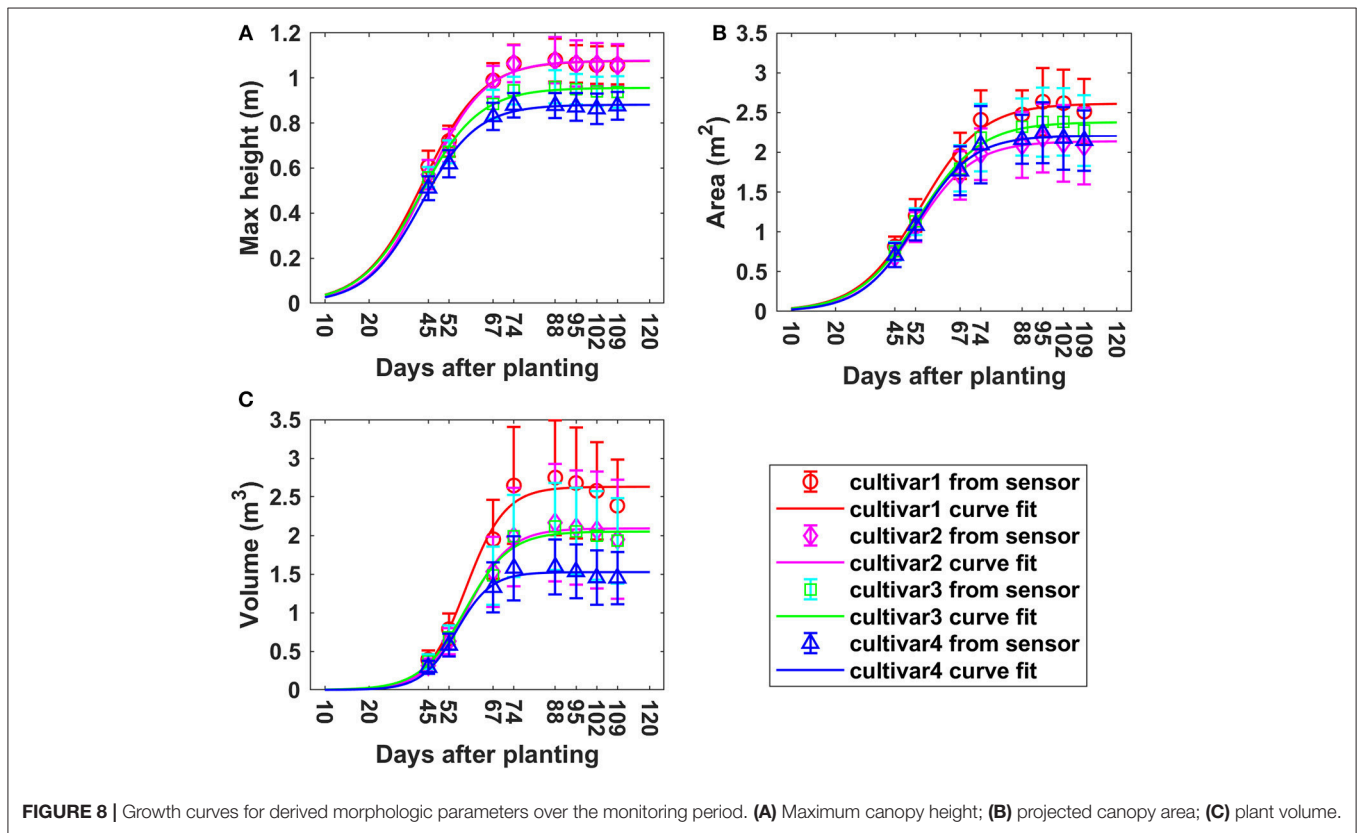 A
1.2
1
0.8
0.6
0.4
0.2
0
Max height (m)
10 20 45 52 67 74 88 95 102 109 120
Days after planting
B
3.5
3
2.5
2
1.5
1
0.5
0
Area (m²)
10 20 45 52 67 74 88 95 102 109 120
Days after planting
C
3.5
3
2.5
2
1.5
1
0.5
0
Volume (m³)
10 20 45 52 67 74 88 95 102 109 120
Days after planting
cultivar1 from sensor
cultivar1 curve fit
cultivar2 from sensor
cultivar2 curve fit
cultivar3 from sensor
cultivar3 curve fit
cultivar4 from sensor
cultivar4 curve fit
FIGURE 8 | Growth curves for derived morphologic parameters over the monitoring period. (A) Maximum canopy height; (B) projected canopy area; (C) plant volume.